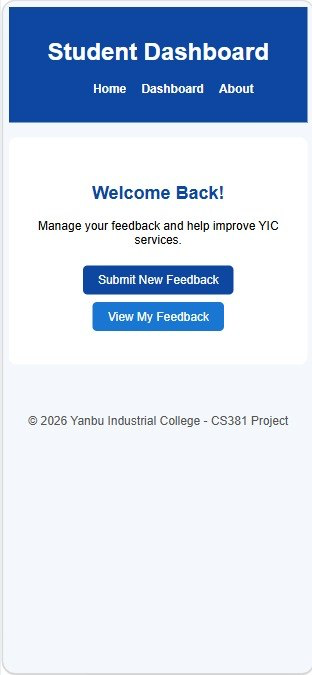 Student Dashboard
Home Dashboard About
Welcome Back!
Manage your feedback and help improve YIC
services.
Submit New Feedback
View My Feedback
© 2026 Yanbu Industrial College - CS381 Project